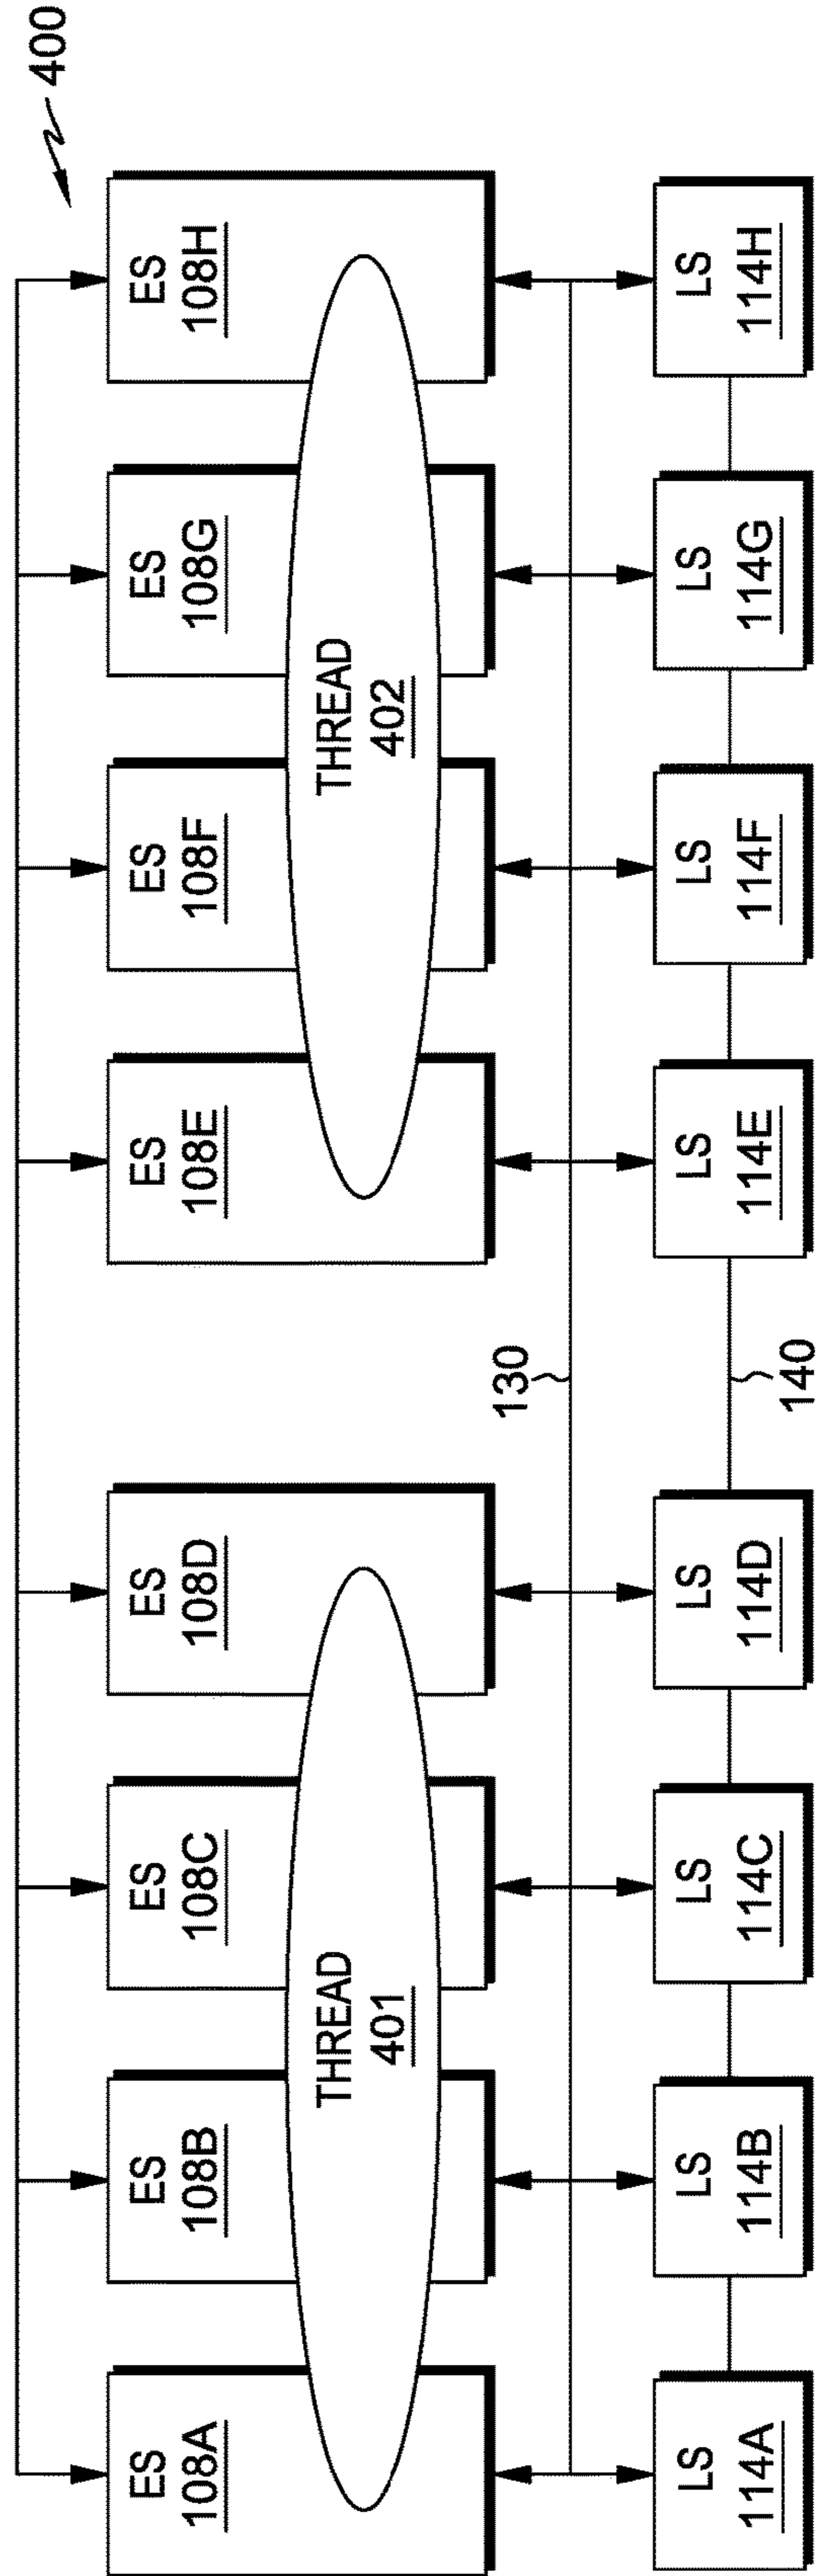 400
ES
108A
ES
108B
ES
108C
ES
108D
ES
108E
ES
108F
ES
108G
ES
108H
THREAD
401
THREAD
402
130
140
LS
114A
LS
114B
LS
114C
LS
114D
LS
114E
LS
114F
LS
114G
LS
114H